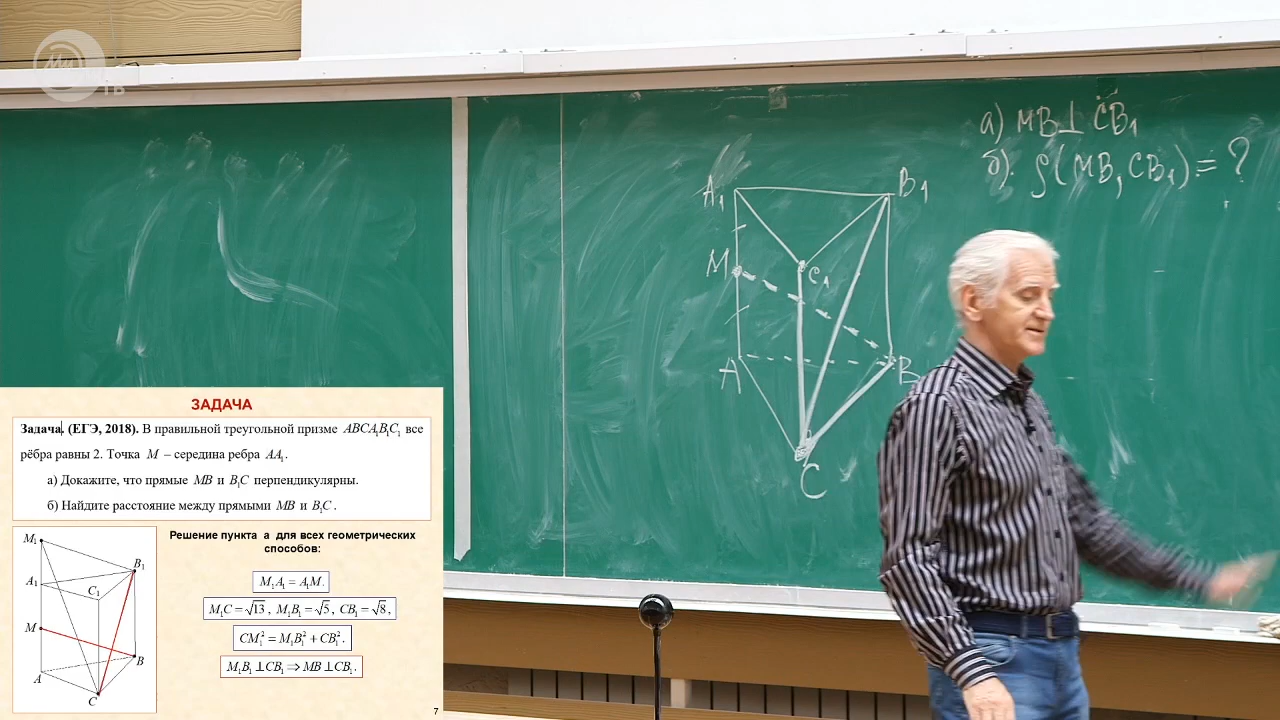 ТВ
а) MB⊥CB₁
б). ρ(MB, CB₁) = ?
A₁
B₁
M
C₁
A
B
C
ЗАДАЧА
Задача. (ЕГЭ, 2018). В правильной треугольной призме ABCA₁B₁C₁ все
рёбра равны 2. Точка M – середина ребра AA₁.
а) Докажите, что прямые MB и B₁C перпендикулярны.
б) Найдите расстояние между прямыми MB и B₁C.
M₁
B₁
A₁
C₁
M
B
A
C
Решение пункта а для всех геометрических
способов:
M₁A₁ = A₁M.
M₁C = √13, M₁B₁ = √5, CB₁ = √8,
CM₁² = M₁B₁² + CB₁².
M₁B₁ ⊥ CB₁ ⇒ MB ⊥ CB₁.
7